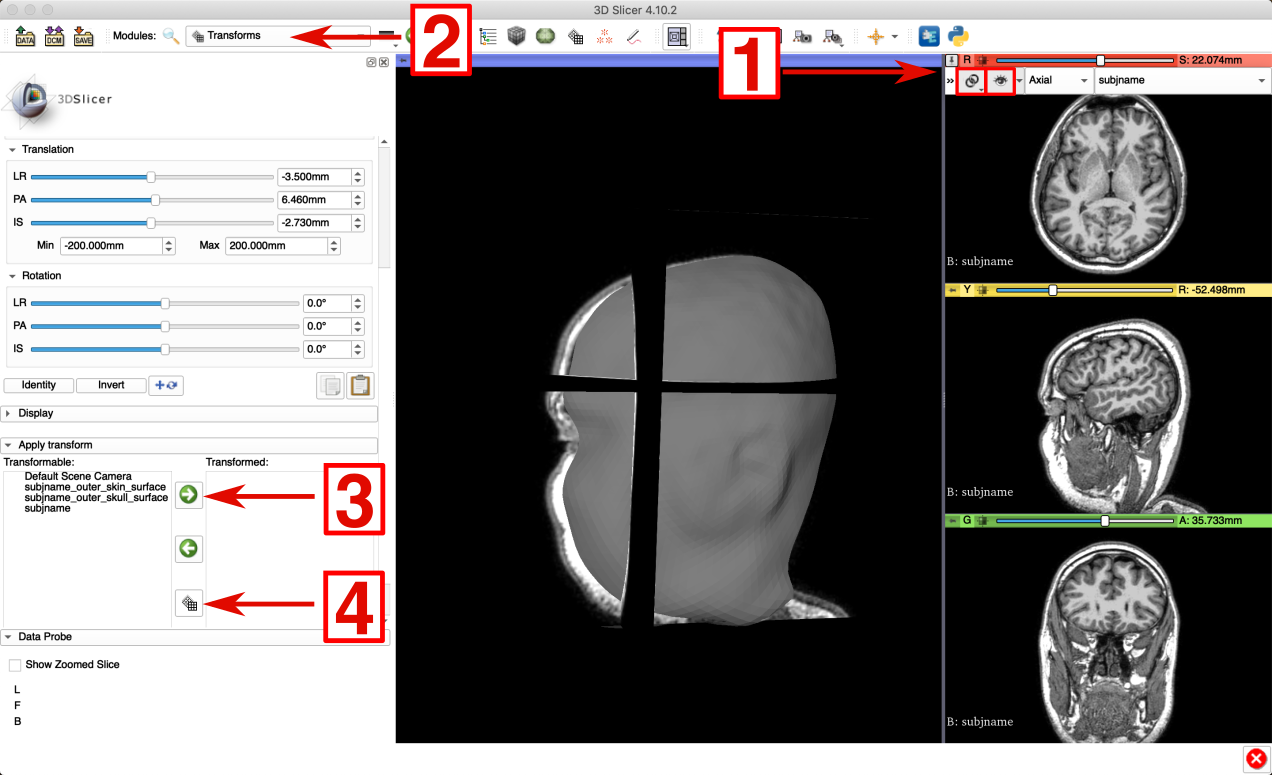 3D Slicer 4.10.2
DATA
DCM
SAVE
Modules:
Transforms
2
1
R
S: 22.074mm
Axial
subjname
3DSlicer
Translation
LR
-3.500mm
PA
6.460mm
IS
-2.730mm
Min
-200.000mm
Max
200.000mm
Rotation
LR
0.0°
PA
0.0°
IS
0.0°
Identity
Invert
Display
Apply transform
Transformable:
Transformed:
Default Scene Camera
subjname_outer_skin_surface
subjname_outer_skull_surface
subjname
3
4
Data Probe
Show Zoomed Slice
L
F
B
B: subjname
Y
R: -52.498mm
B: subjname
G
A: 35.733mm
B: subjname